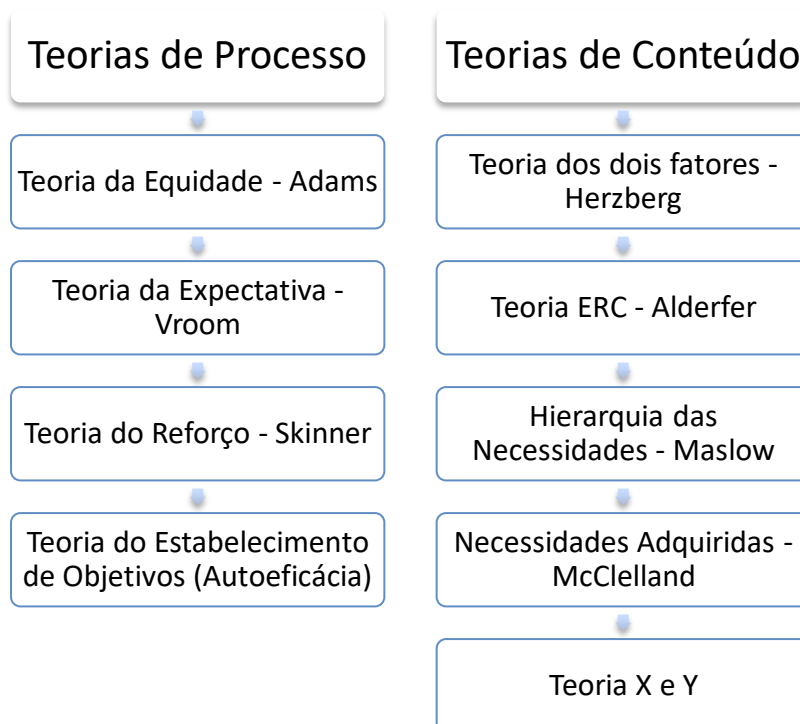 Teorias de Processo
Teoria da Equidade - Adams
Teoria da Expectativa -
Vroom
Teoria do Reforço - Skinner
Teoria do Estabelecimento
de Objetivos (Autoeficácia)
Teorias de Conteúdo
Teoria dos dois fatores -
Herzberg
Teoria ERC - Alderfer
Hierarquia das
Necessidades - Maslow
Necessidades Adquiridas -
McClelland
Teoria X e Y